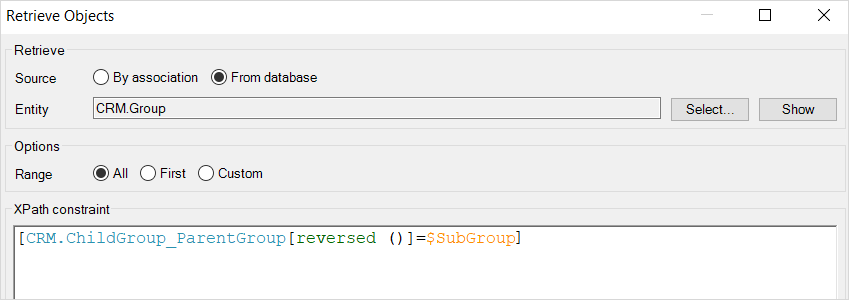 Retrieve Objects
Retrieve
Source By association From database
Entity CRM.Group Select... Show
Options
Range All First Custom
XPath constraint
[CRM.ChildGroup_ParentGroup[reversed ()]=$SubGroup]